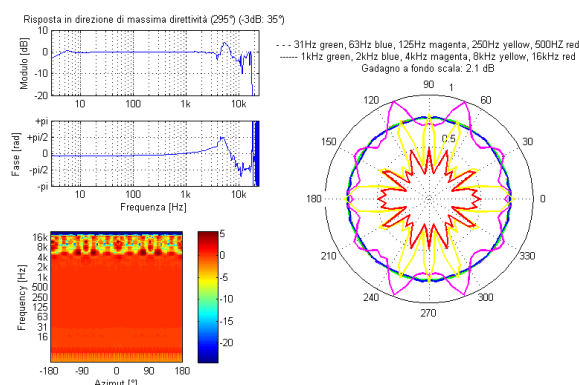 Risposta in direzione di massima direttività (295°) (-3dB: 35°)
Modulo [dB]
10
0
-10
-20
10
100
1k
10k
Fase [rad]
+pi
+pi/2
0
-pi/2
-pi
10
100
1k
10k
Frequenza [Hz]
Frequency [Hz]
16k
8k
4k
2k
1k
500
250
125
63
31
16
-180
-90
0
90
180
Azimut [°]
5
0
-5
-10
-15
-20
- - - 31Hz green, 63Hz blue, 125Hz magenta, 250Hz yellow, 500HZ red
------ 1kHz green, 2kHz blue, 4kHz magenta, 8kHz yellow, 16kHz red
Gadagno a fondo scala: 2.1 dB
90
1
120
60
0.5
150
30
180
0
210
330
240
300
270